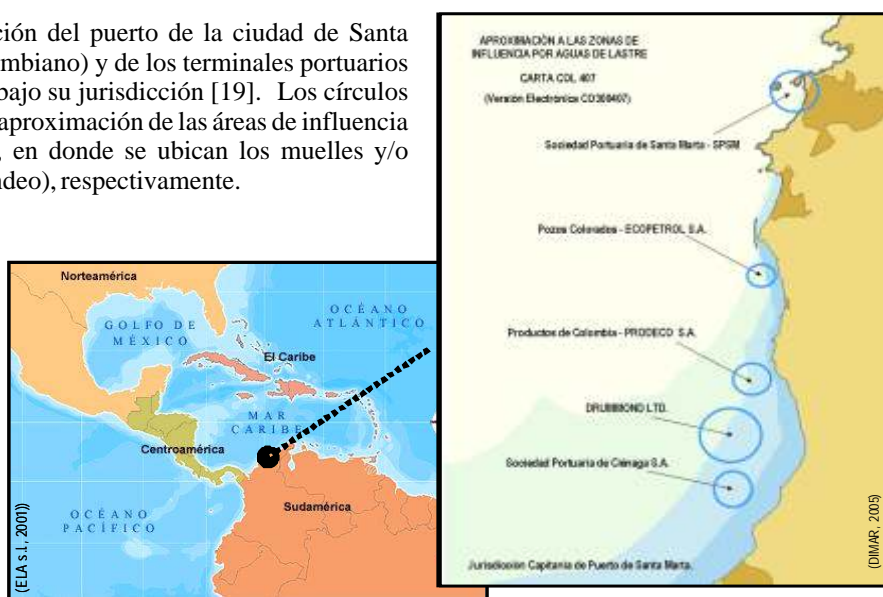 ción del puerto de la ciudad de Santa
mbiano) y de los terminales portuarios
bajo su jurisdicción [19]. Los círculos
aproximación de las áreas de influencia
, en donde se ubican los muelles y/o
ndeo), respectivamente.
APROXIMACIÓN A LAS ZONAS DE
INFLUENCIA POR AGUAS DE LASTRE
CARTA COL 407
(Versión Electrónica CO300407)
Sociedad Portuaria de Santa Marta - SPSM
Pozos Colorados - ECOPETROL S.A.
Productos de Colombia - PRODECO S.A.
DRUMMOND LTD.
Sociedad Portuaria de Ciénaga S.A.
Jurisdicción Capitanía de Puerto de Santa Marta.
(DIMAR, 2005)
Norteamérica
GOLFO DE
MÉXICO
OCÉANO
ATLÁNTICO
El Caribe
MAR
CARIBE
Centroamérica
OCÉANO
PACÍFICO
Sudamérica
(ELA s.l, 2001))